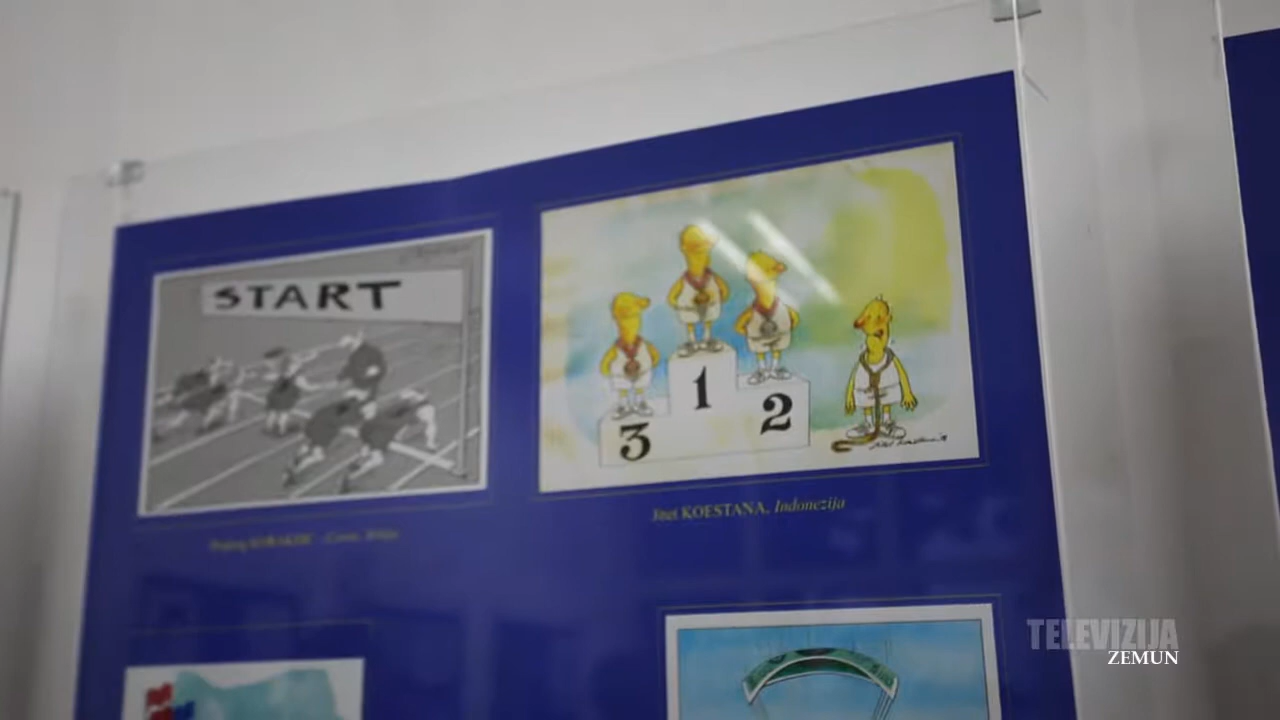 START
1
2
3
Jitet KOESTANA, Indonezija
TELEVIZIJA
ZEMUN